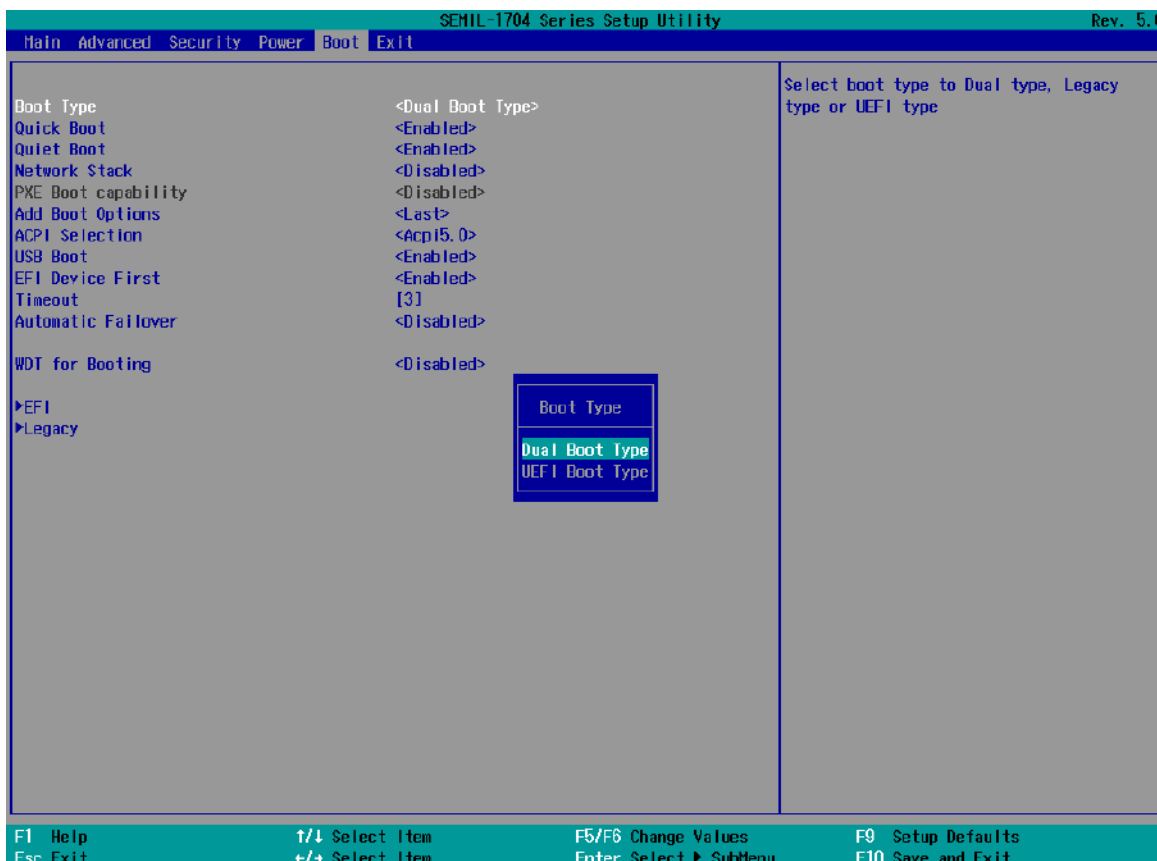 SEMIL-1704 Series Setup Utility Rev. 5.
Main Advanced Security Power Boot Exit
Boot Type <Dual Boot Type>
Quick Boot <Enabled>
Quiet Boot <Enabled>
Network Stack <Disabled>
PXE Boot capability <Disabled>
Add Boot Options <Last>
ACPI Selection <Acpi5.0>
USB Boot <Enabled>
EFI Device First <Enabled>
Timeout [3]
Automatic Failover <Disabled>
WDT for Booting <Disabled>
►EFI
►Legacy
Boot Type
Dual Boot Type
UEFI Boot Type
Select boot type to Dual type, Legacy
type or UEFI type
F1 Help ↑/↓ Select Item F5/F6 Change Values F9 Setup Defaults
Esc Exit ←/→ Select Item Enter Select ► SubMenu F10 Save and Exit